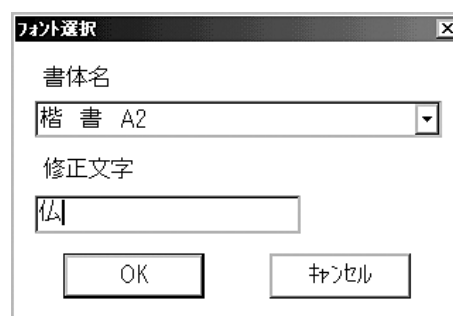 フォント選択
書体名
楷 書 A2
修正文字
仏
OK
キャンセル